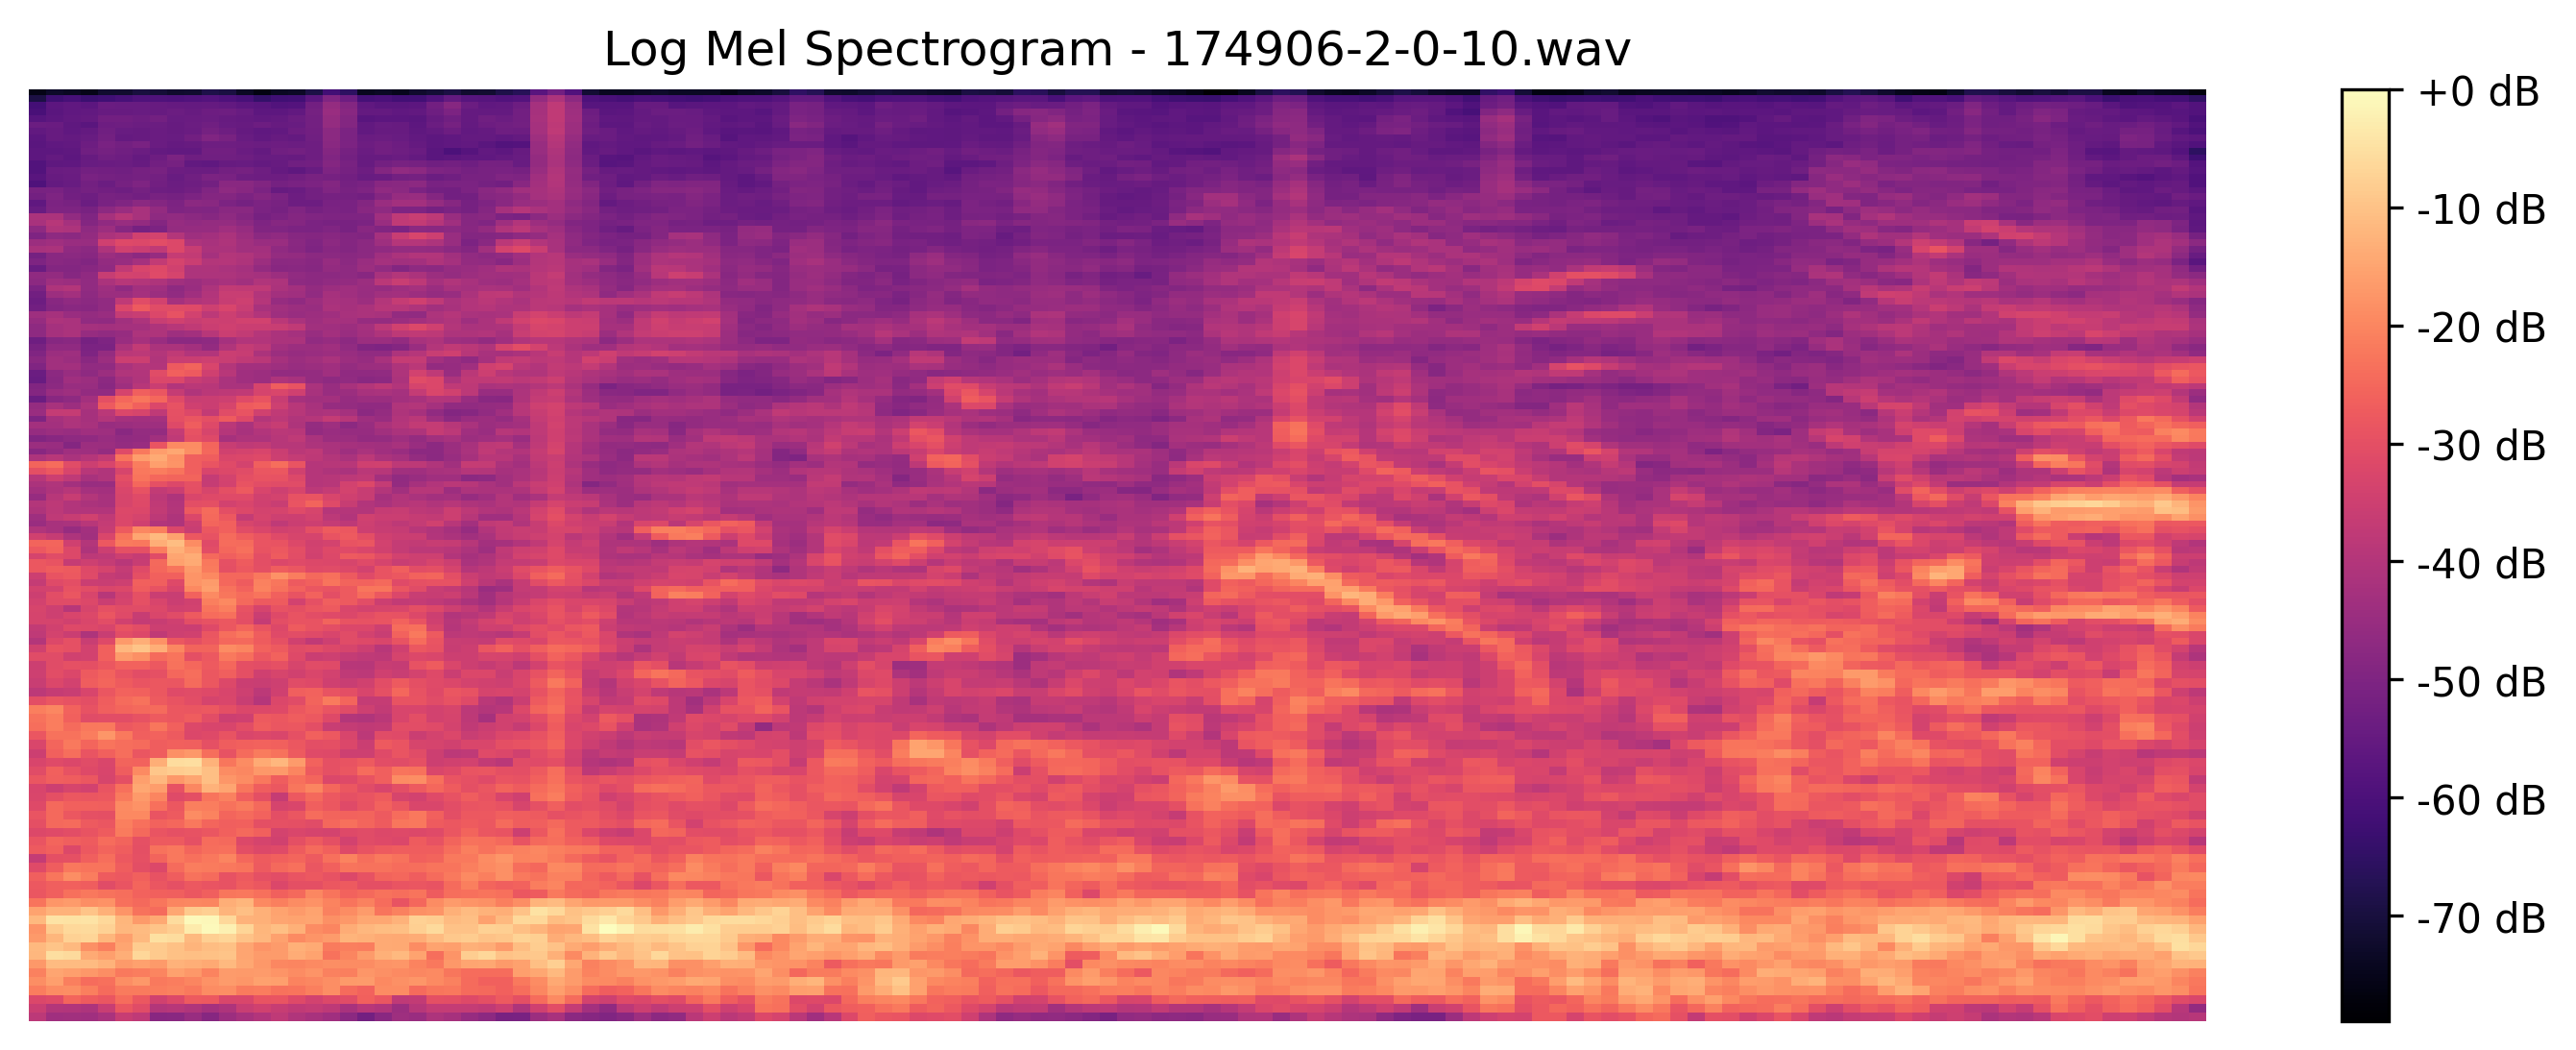 Log Mel Spectrogram - 174906-2-0-10.wav
+0 dB
-10 dB
-20 dB
-30 dB
-40 dB
-50 dB
-60 dB
-70 dB